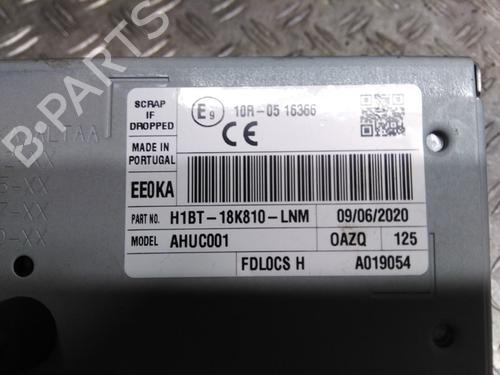 SCRAP
IF
DROPPED
E9
10R-05 16366
CE
MADE IN
PORTUGAL
EE0KA
PART NO. H1BT-18K810-LNM 09/06/2020
MODEL AHUC001 OAZQ 125
FDLOCS H A019054